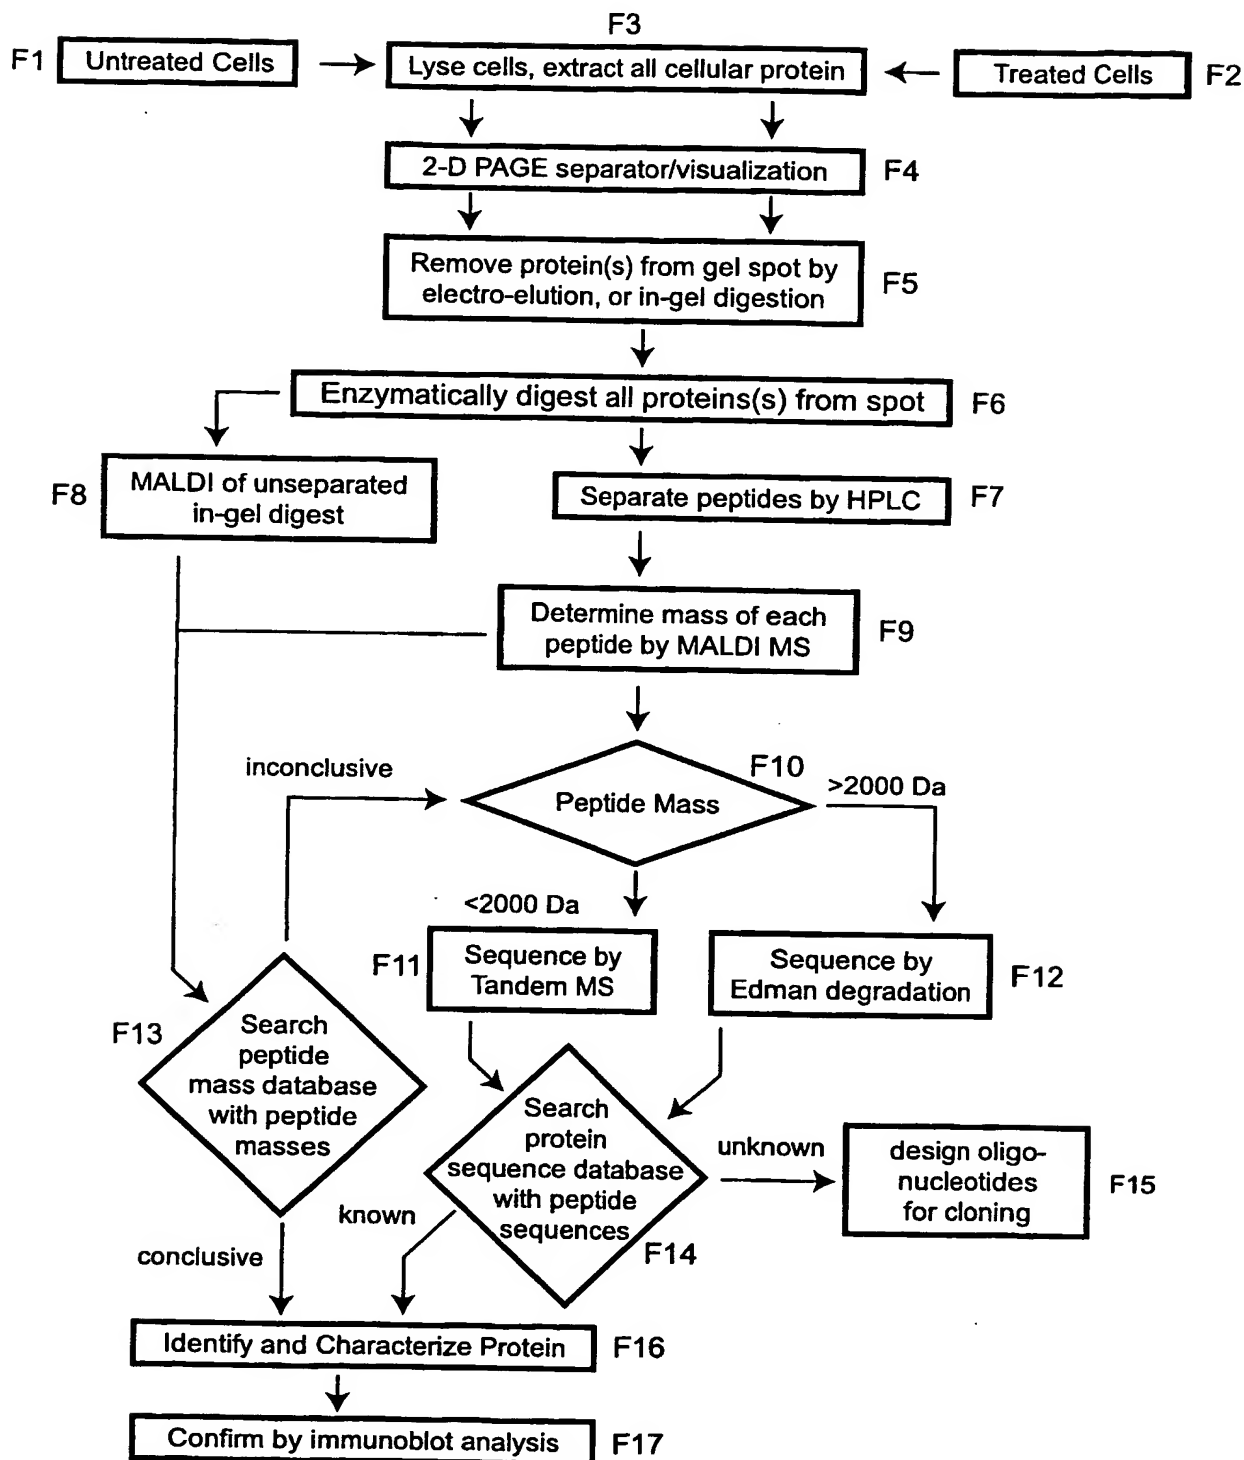 F3
F1
Untreated Cells
Lyse cells, extract all cellular protein
Treated Cells
F2
2-D PAGE separator/visualization
F4
Remove protein(s) from gel spot by
electro-elution, or in-gel digestion
F5
Enzymatically digest all proteins(s) from spot
F6
F8
MALDI of unseparated
in-gel digest
Separate peptides by HPLC
F7
Determine mass of each
peptide by MALDI MS
F9
inconclusive
F10
>2000 Da
Peptide Mass
<2000 Da
F11
Sequence by
Tandem MS
Sequence by
Edman degradation
F12
F13
Search
peptide
mass database
with peptide
masses
Search
protein
sequence database
with peptide
sequences
F14
unknown
design oligo-
nucleotides
for cloning
F15
known
conclusive
Identify and Characterize Protein
F16
Confirm by immunoblot analysis
F17